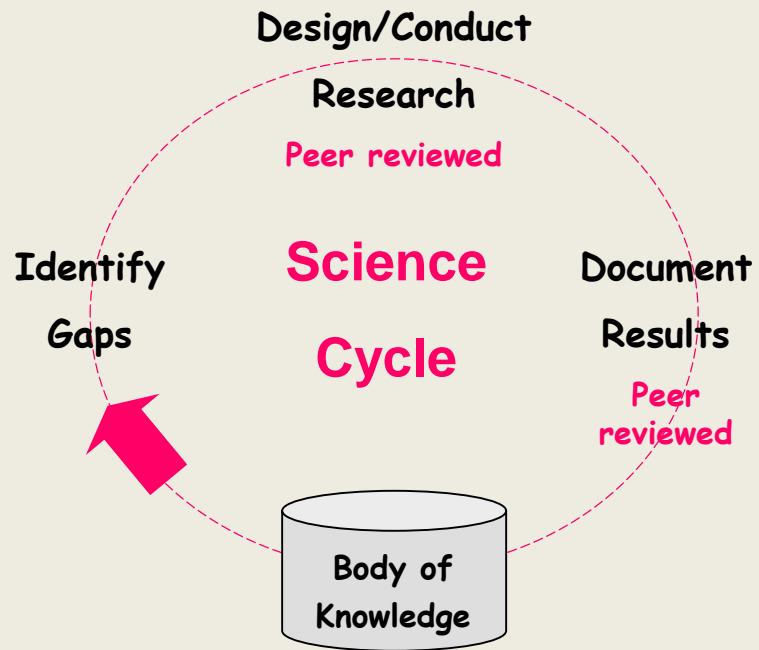 Design/Conduct
Research
Peer reviewed
Science
Cycle
Identify
Gaps
Document
Results
Peer
reviewed
Body of
Knowledge